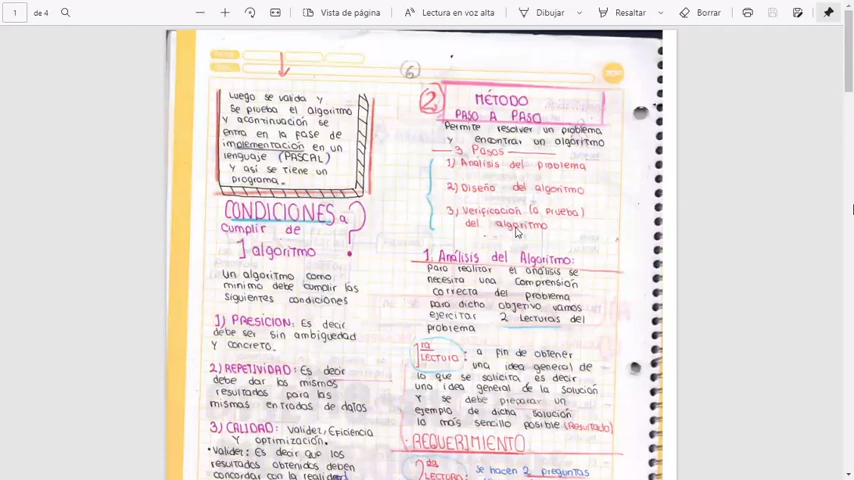 1
de 4
Vista de página
Lectura en voz alta
Dibujar
Resaltar
Borrar
6
Luego se valida y
se prueba el algoritmo
y acontinuación se
entra en la fase de
implementación en un
lenguaje (PASCAL)
y así se tiene un
programa.
CONDICIONES a
cumplir de
1 algoritmo ?
Un algoritmo como
minimo debe cumplir las
siguientes condiciones
1) PRESICION: Es decir
debe ser sin ambiguedad
y concreto.
2) REPETIVIDAD: Es decir
debe dar los mismos
resultados para las
mismas entradas de datos
3) CALIDAD: Validez, Eficiencia
y optimización.
• Validez: Es decir que los
resultados obtenidos deben
concordar con la realidad
2 MÉTODO
PASO A PASO
Permite resolver un problema
y encontrar un algoritmo
3 Pasos
1) Analisis del problema
2) Diseño del algoritmo
3) Verificación (o prueba)
del algoritmo
1. Análisis del Algoritmo:
para realizar el análisis se
necesita una comprensión
correcta del problema
para dicho objetivo vamos
ejercitar 2 Lecturas del
problema
1ra
LECTURA: a fin de obtener
una idea general de
lo que se solicita, es decir
una idea general de la solución
y se debe preparar un
ejemplo de dicha solución
lo más sencillo posible (Resultado)
REQUERIMIENTO
2da
LECTURA: se hacen 2 preguntas